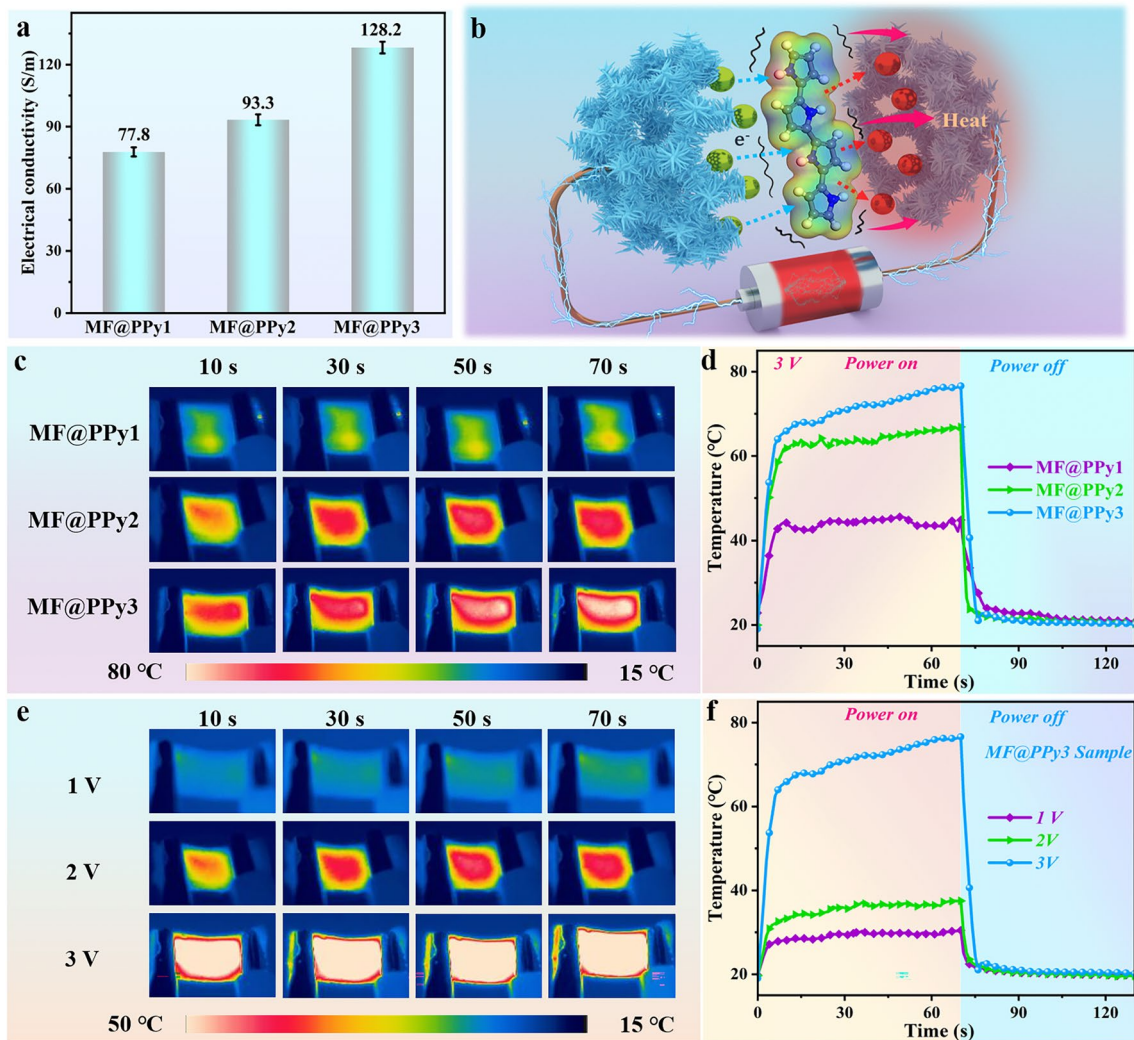 a
Electrical conductivity (S/m)
120
90
60
30
0
77.8
93.3
128.2
MF@PPy1
MF@PPy2
MF@PPy3
b
e-
Heat
c
10 s
30 s
50 s
70 s
MF@PPy1
MF@PPy2
MF@PPy3
80 °C
15 °C
d
3 V
Power on
Power off
Temperature (°C)
80
60
40
20
MF@PPy1
MF@PPy2
MF@PPy3
0
30
60
90
120
Time (s)
e
10 s
30 s
50 s
70 s
1 V
2 V
3 V
50 °C
15 °C
f
Power on
Power off
MF@PPy3 Sample
Temperature (°C)
80
60
40
20
1 V
2V
3V
0
30
60
90
120
Time (s)